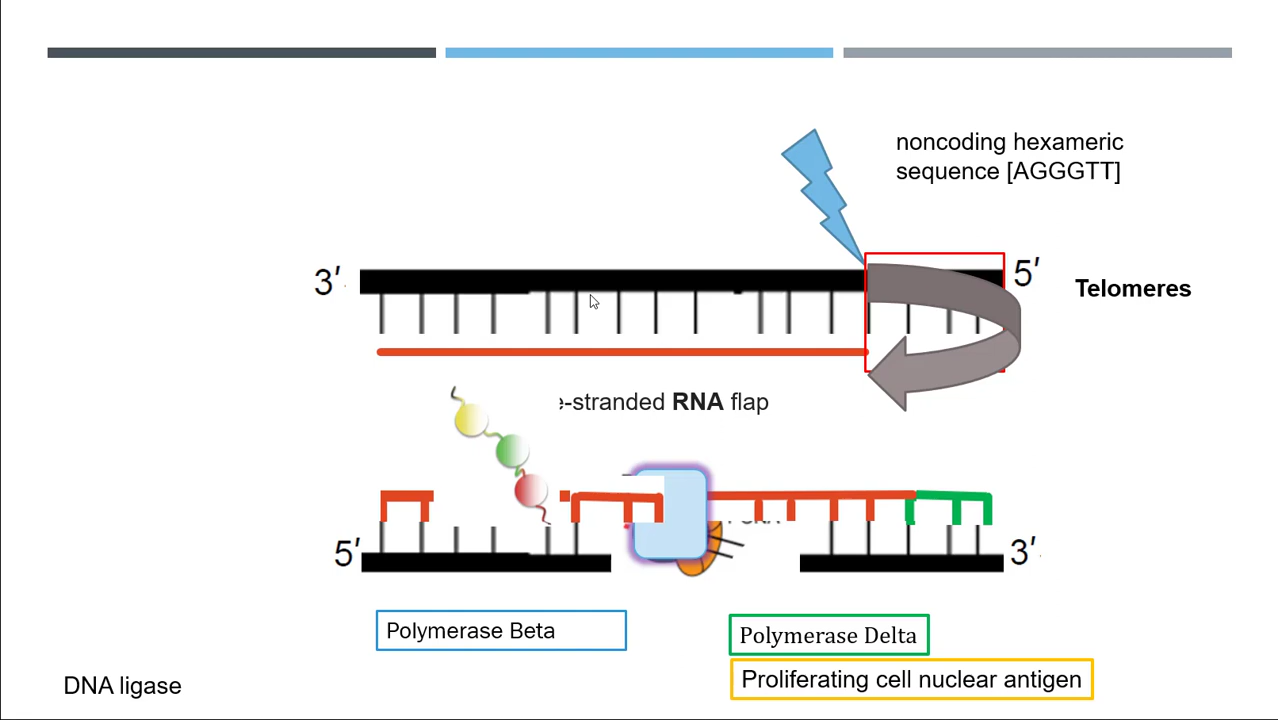 noncoding hexameric
sequence [AGGGTT]
3′
5′
Telomeres
-stranded RNA flap
5′
3′
Polymerase Beta
Polymerase Delta
Proliferating cell nuclear antigen
DNA ligase